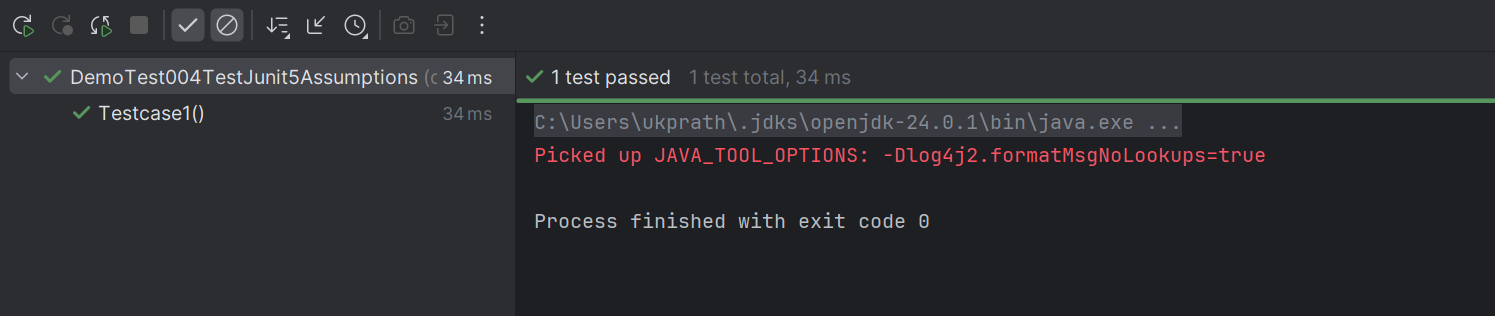 DemoTest004TestJunit5Assumptions (c 34 ms
Testcase1() 34 ms
1 test passed 1 test total, 34 ms
C:\Users\ukprath\.jdks\openjdk-24.0.1\bin\java.exe ...
Picked up JAVA_TOOL_OPTIONS: -Dlog4j2.formatMsgNoLookups=true
Process finished with exit code 0